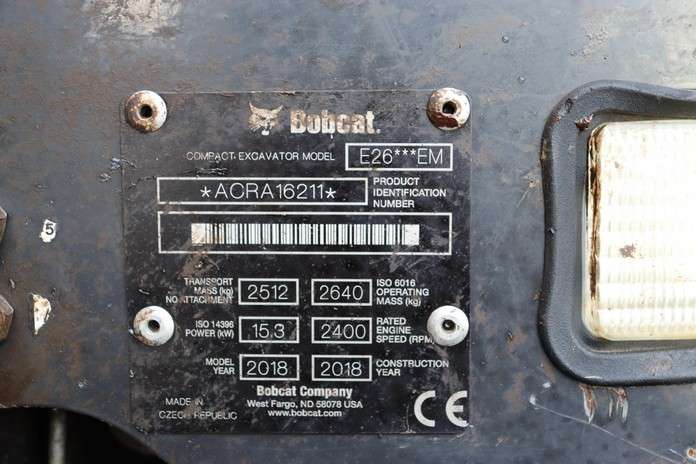 Bobcat.
COMPACT EXCAVATOR MODEL E26***EM
*ACRA16211* PRODUCT
IDENTIFICATION
NUMBER
TRANSPORT
MASS (kg)
NO ATTACHMENT 2512 2640 ISO 6016
OPERATING
MASS (kg)
ISO 14396
POWER (kW) 15.3 2400 RATED
ENGINE
SPEED (RPM)
MODEL
YEAR 2018 2018 CONSTRUCTION
YEAR
Bobcat Company
West Fargo, ND 58078 USA
www.bobcat.com
MADE IN
CZECH REPUBLIC
CE
5